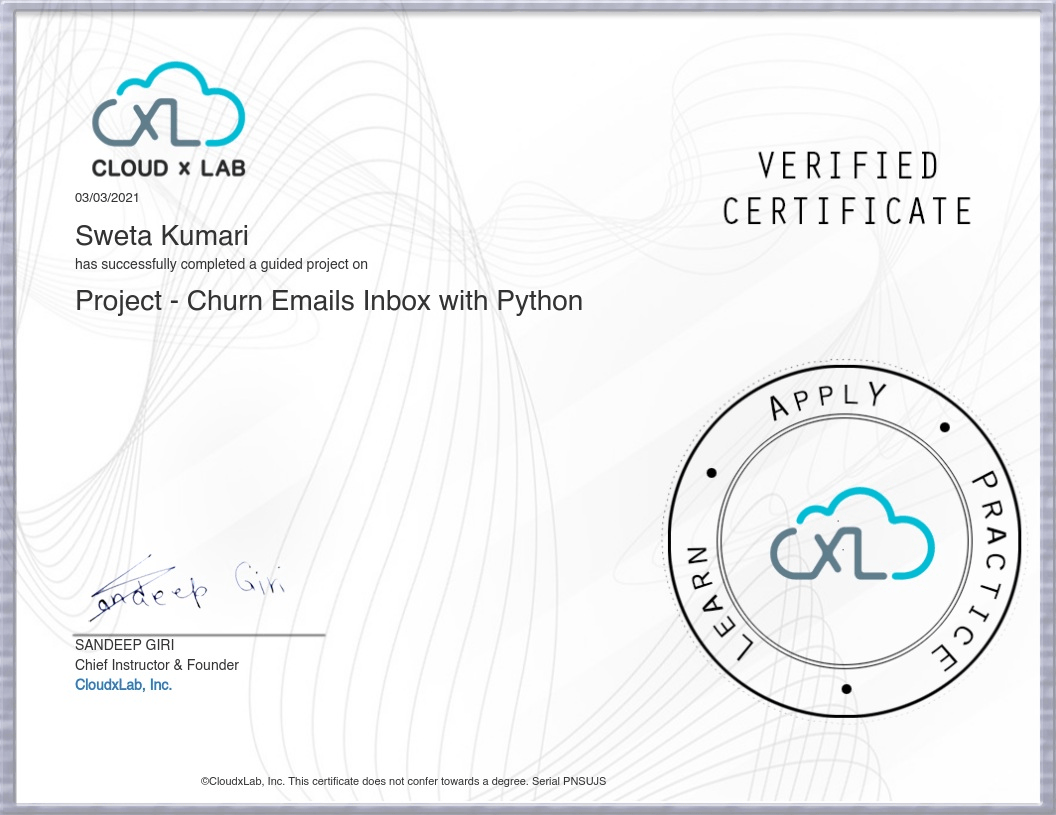 CXL
CLOUD x LAB
03/03/2021
Sweta Kumari
has successfully completed a guided project on
Project - Churn Emails Inbox with Python
VERIFIED
CERTIFICATE
LEARN
APPLY
PRACTICE
CXL
Sandeep Giri
SANDEEP GIRI
Chief Instructor & Founder
CloudxLab, Inc.
©CloudxLab, Inc. This certificate does not confer towards a degree. Serial PNSUJS